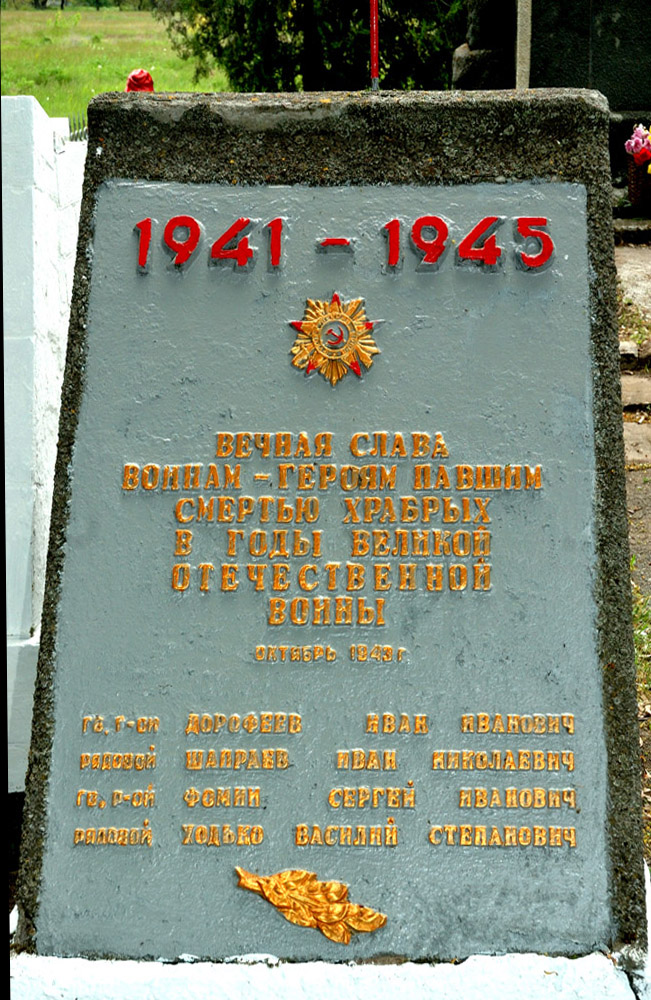 1941 - 1945
ВЕЧНАЯ СЛАВА
ВОИНАМ - ГЕРОЯМ ПАВШИМ
СМЕРТЬЮ ХРАБРЫХ
В ГОДЫ ВЕЛИКОЙ
ОТЕЧЕСТВЕННОЙ
ВОЙНЫ
ОКТЯБРЬ 1943 г
ДОРОФЕЕВ ИВАН ИВАНОВИЧ
РЯДОВОЙ ШАЙРАЕВ ИВАН НИКОЛАЕВИЧ
ФОМИН СЕРГЕЙ ИВАНОВИЧ
РЯДОВОЙ ХОДЬКО ВАСИЛИЙ СТЕПАНОВИЧ